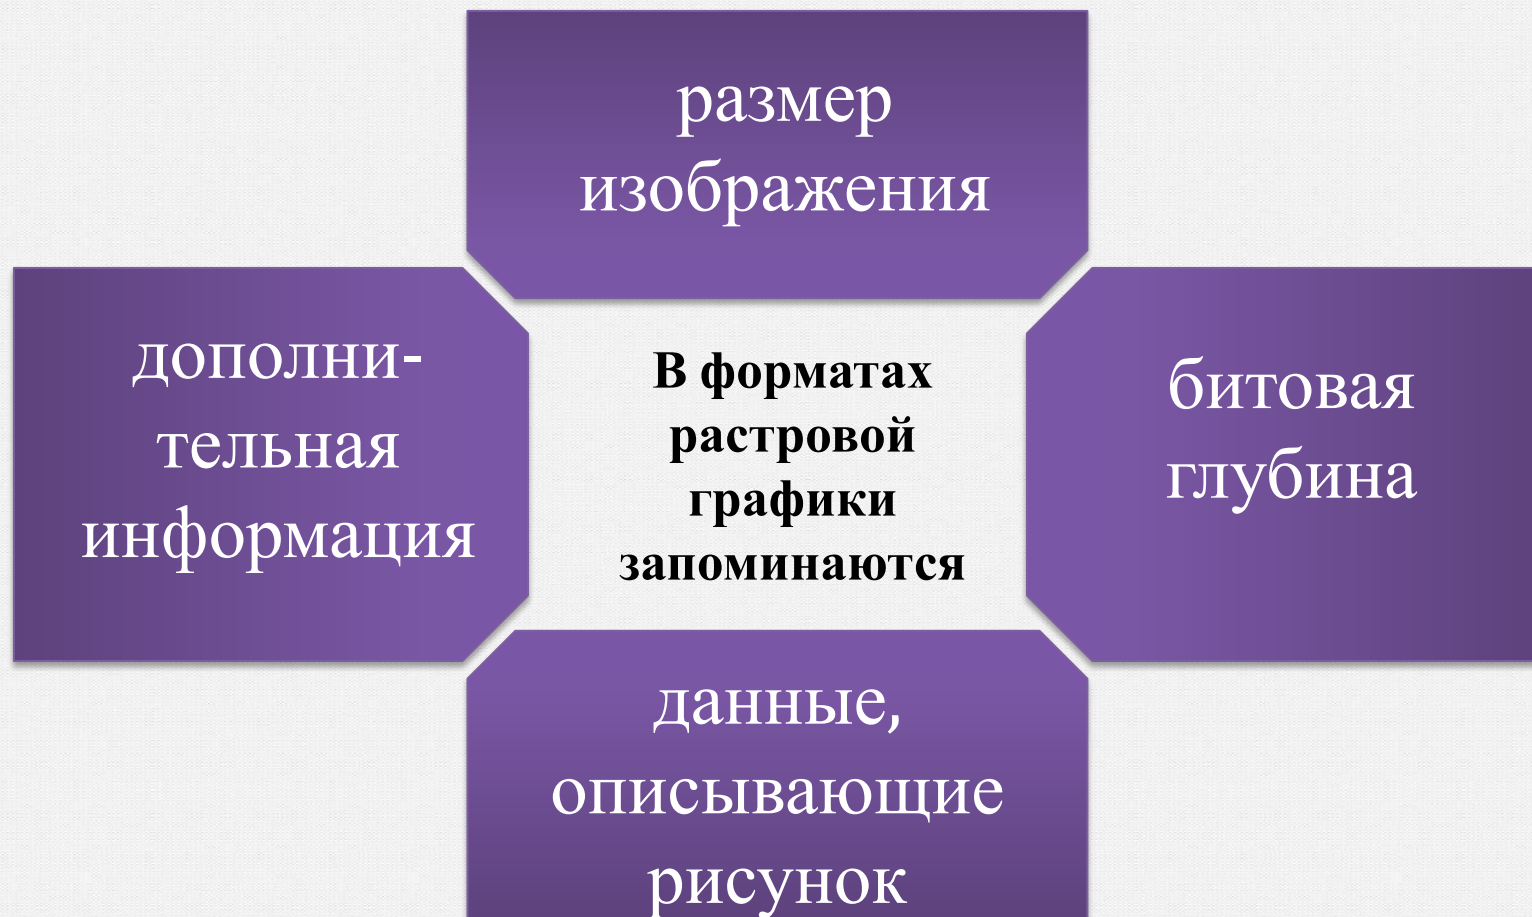 размер
изображения
дополни-
тельная
информация
В форматах
растровой
графики
запоминаются
битовая
глубина
данные,
описывающие
рисунок